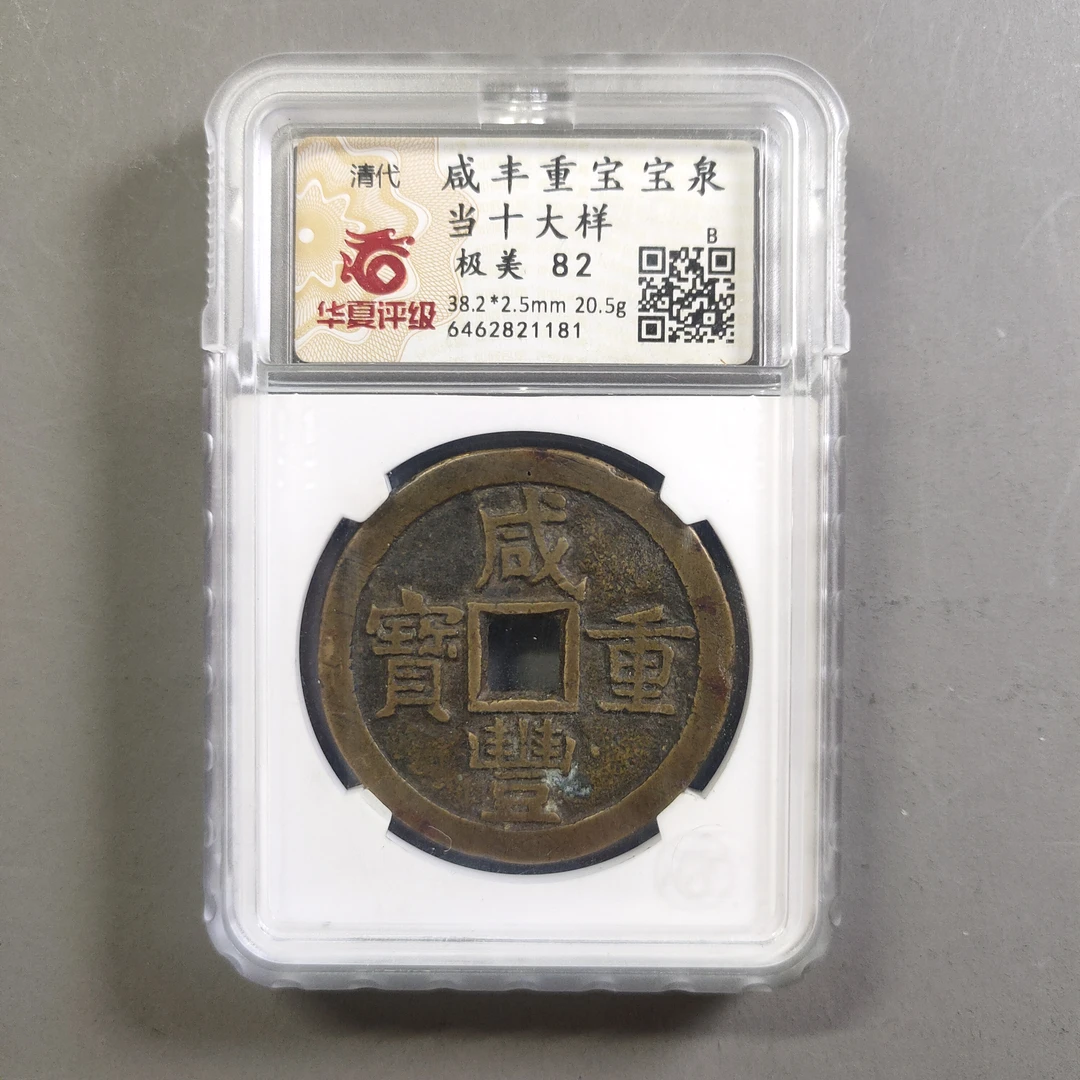 清代
咸丰重宝宝泉
当十大样
极美 82
38.2*2.5mm 20.5g
6462821181
B
华夏评级
咸
重
寶
豐